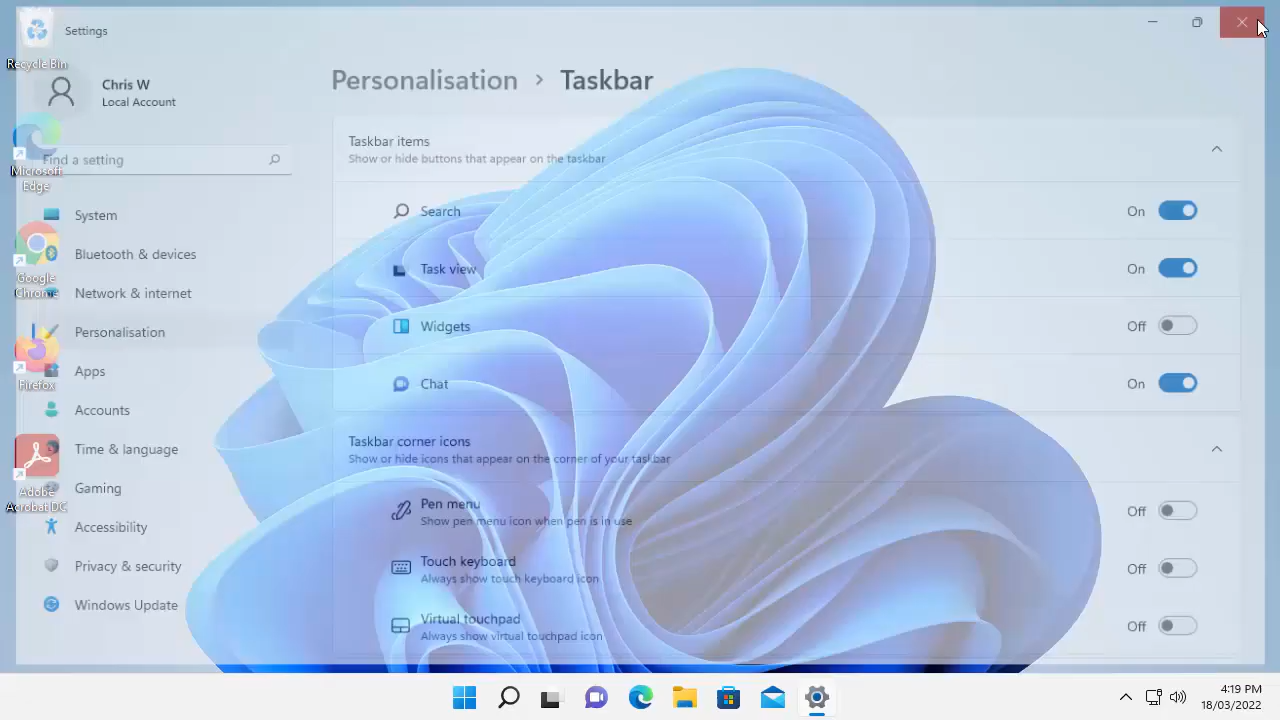 Settings
Recycle Bin
Chris W
Local Account
Find a setting
Microsoft
Edge
System
Bluetooth & devices
Google
Chrome
Network & internet
Personalisation
Firefox
Apps
Accounts
Time & language
Adobe
Acrobat DC
Gaming
Accessibility
Privacy & security
Windows Update
Personalisation > Taskbar
Taskbar items
Show or hide buttons that appear on the taskbar
Search
On
Task view
On
Widgets
Off
Chat
On
Taskbar corner icons
Show or hide icons that appear on the corner of your taskbar
Pen menu
Show pen menu icon when pen is in use
Off
Touch keyboard
Always show touch keyboard icon
Off
Virtual touchpad
Always show virtual touchpad icon
Off
4:19 PM
18/03/2022